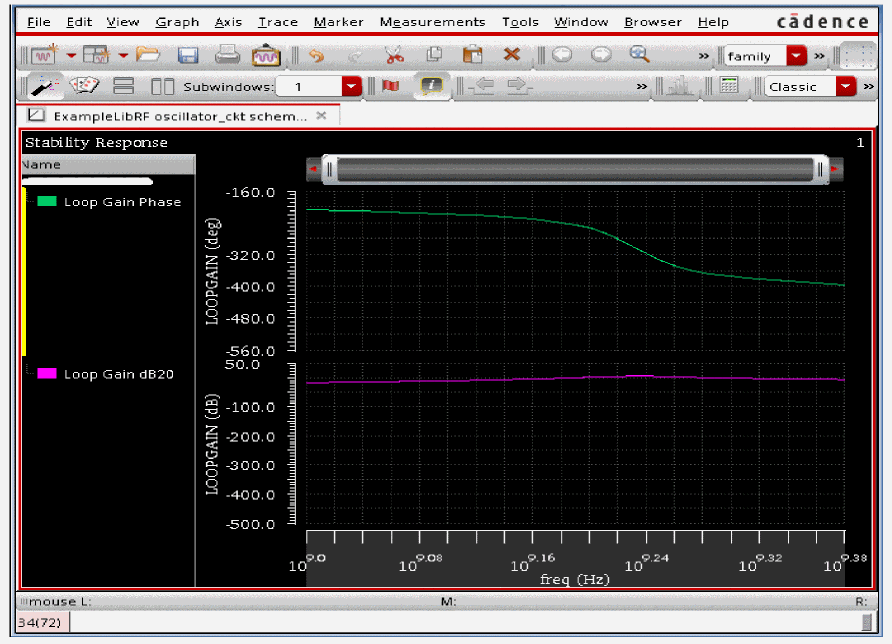 File Edit View Graph Axis Trace Marker Measurements Tools Window Browser Help cādence
» family »
Subwindows: 1 » Classic »
ExampleLibRF oscillator_ckt schem... ×
Stability Response 1
Name
Loop Gain Phase
-160.0
-320.0
-400.0
-480.0
-560.0
LOOPGAIN (deg)
Loop Gain dB20
50.0
-100.0
-200.0
-300.0
-400.0
-500.0
LOOPGAIN (dB)
10^9.0 10^9.08 10^9.16 10^9.24 10^9.32 10^9.38
freq (Hz)
mouse L: M: R:
34(72)